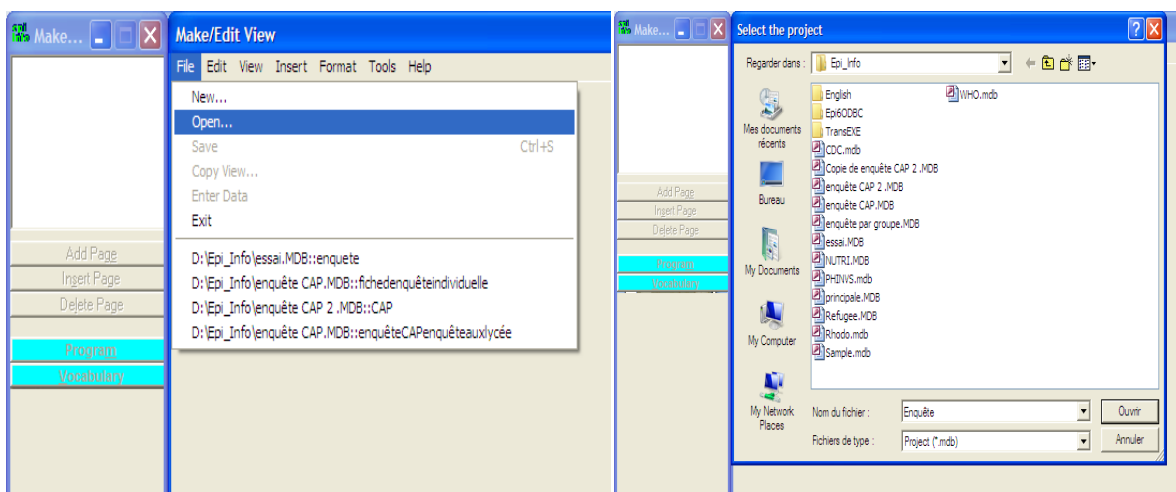 EPI
INFO
Make...
Make/Edit View
File Edit View Insert Format Tools Help
New...
Open...
Save Ctrl+S
Copy View...
Enter Data
Exit
D:\Epi_Info\essai.MDB::enquete
D:\Epi_Info\enquête CAP.MDB::fichedenquêteindividuelle
D:\Epi_Info\enquête CAP 2 .MDB::CAP
D:\Epi_Info\enquête CAP.MDB::enquêteCAPenquêteauxlycée
Add Page
Insert Page
Delete Page
Program
Vocabulary
Make...
Select the project
Regarder dans : Epi_Info
Mes documents récents
Bureau
My Documents
My Computer
My Network Places
English
Epi6ODBC
TransEXE
CDC.mdb
Copie de enquête CAP 2 .MDB
enquête CAP 2 .MDB
enquête CAP.MDB
enquête par groupe.MDB
essai.MDB
NUTRI.MDB
PHINVS.mdb
principale.MDB
Refugee.MDB
Rhodo.mdb
Sample.mdb
WHO.mdb
Nom du fichier : Enquête Ouvrir
Fichiers de type : Project (*.mdb) Annuler
Add Page
Insert Page
Delete Page
Program
Vocabulary